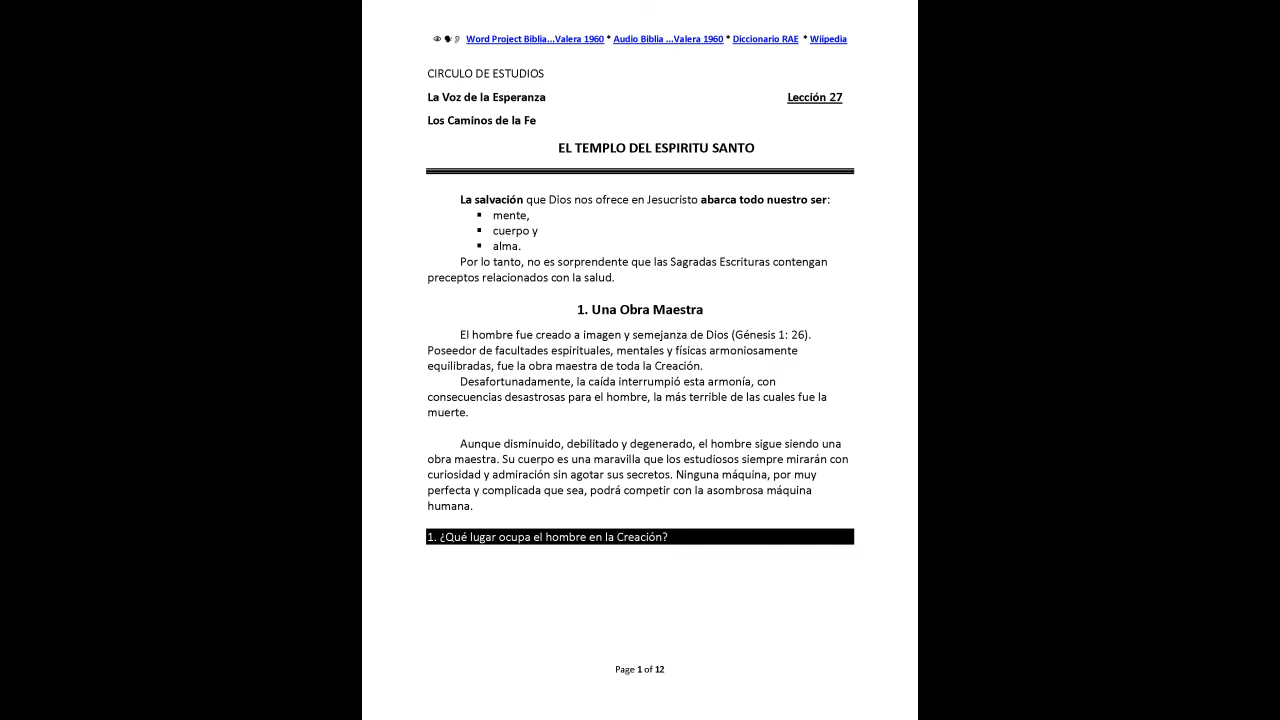 Word Project Biblia...Valera 1960 * Audio Biblia ...Valera 1960 * Diccionario RAE * Wiipedia
CIRCULO DE ESTUDIOS
La Voz de la Esperanza Lección 27
Los Caminos de la Fe
EL TEMPLO DEL ESPIRITU SANTO
La salvación que Dios nos ofrece en Jesucristo abarca todo nuestro ser:
▪ mente,
▪ cuerpo y
▪ alma.
Por lo tanto, no es sorprendente que las Sagradas Escrituras contengan
preceptos relacionados con la salud.
1. Una Obra Maestra
El hombre fue creado a imagen y semejanza de Dios (Génesis 1: 26).
Poseedor de facultades espirituales, mentales y físicas armoniosamente
equilibradas, fue la obra maestra de toda la Creación.
Desafortunadamente, la caída interrumpió esta armonía, con
consecuencias desastrosas para el hombre, la más terrible de las cuales fue la
muerte.
Aunque disminuido, debilitado y degenerado, el hombre sigue siendo una
obra maestra. Su cuerpo es una maravilla que los estudiosos siempre mirarán con
curiosidad y admiración sin agotar sus secretos. Ninguna máquina, por muy
perfecta y complicada que sea, podrá competir con la asombrosa máquina
humana.
1. ¿Qué lugar ocupa el hombre en la Creación?
Page 1 of 12